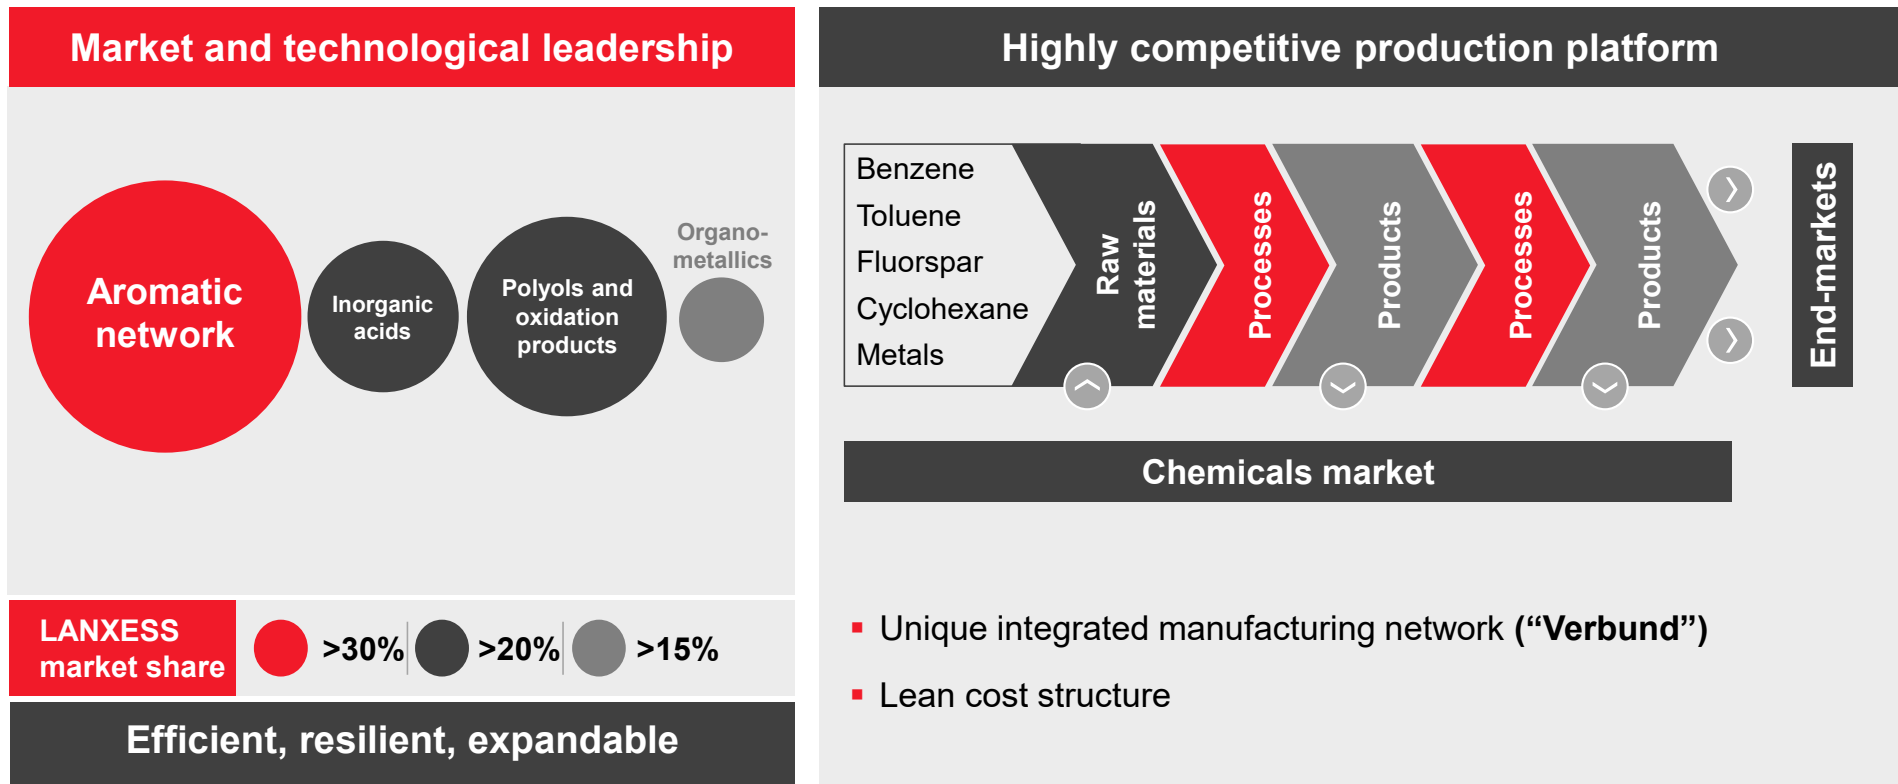 Market and technological leadership
Aromatic
network
Inorganic
acids
Polyols and
oxidation
products
Organo-
metallics
LANXESS
market share
>30%
>20%
>15%
Efficient, resilient, expandable
Highly competitive production platform
Benzene
Toluene
Fluorspar
Cyclohexane
Metals
Raw
materials
Processes
Products
Processes
Products
End-markets
Chemicals market
▪ Unique integrated manufacturing network (“Verbund”)
▪ Lean cost structure